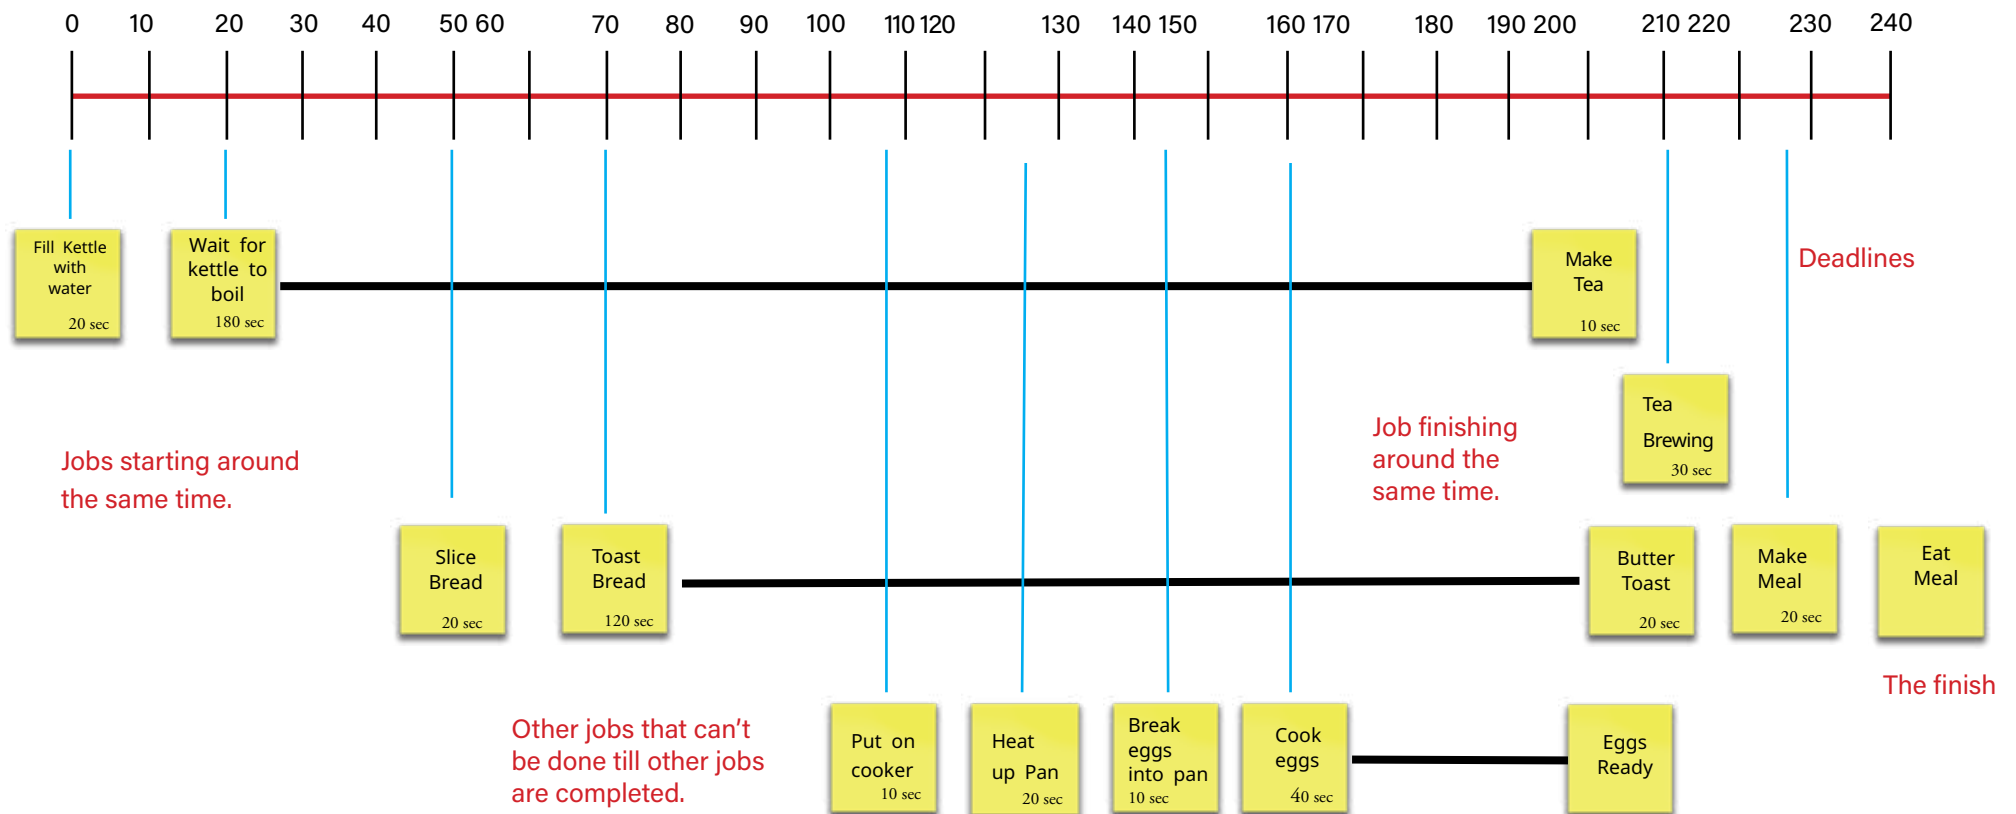 0 10 20 30 40 50 60 70 80 90 100 110 120 130 140 150 160 170 180 190 200 210 220 230 240
Fill Kettle
with
water
20 sec
Wait for
kettle to
boil
180 sec
Make
Tea
10 sec
Deadlines
Tea
Brewing
30 sec
Job finishing
around the
same time.
Jobs starting around
the same time.
Slice
Bread
20 sec
Toast
Bread
120 sec
Butter
Toast
20 sec
Make
Meal
20 sec
Eat
Meal
The finish
Other jobs that can't
be done till other jobs
are completed.
Put on
cooker
10 sec
Heat
up Pan
20 sec
Break
eggs
into pan
10 sec
Cook
eggs
40 sec
Eggs
Ready